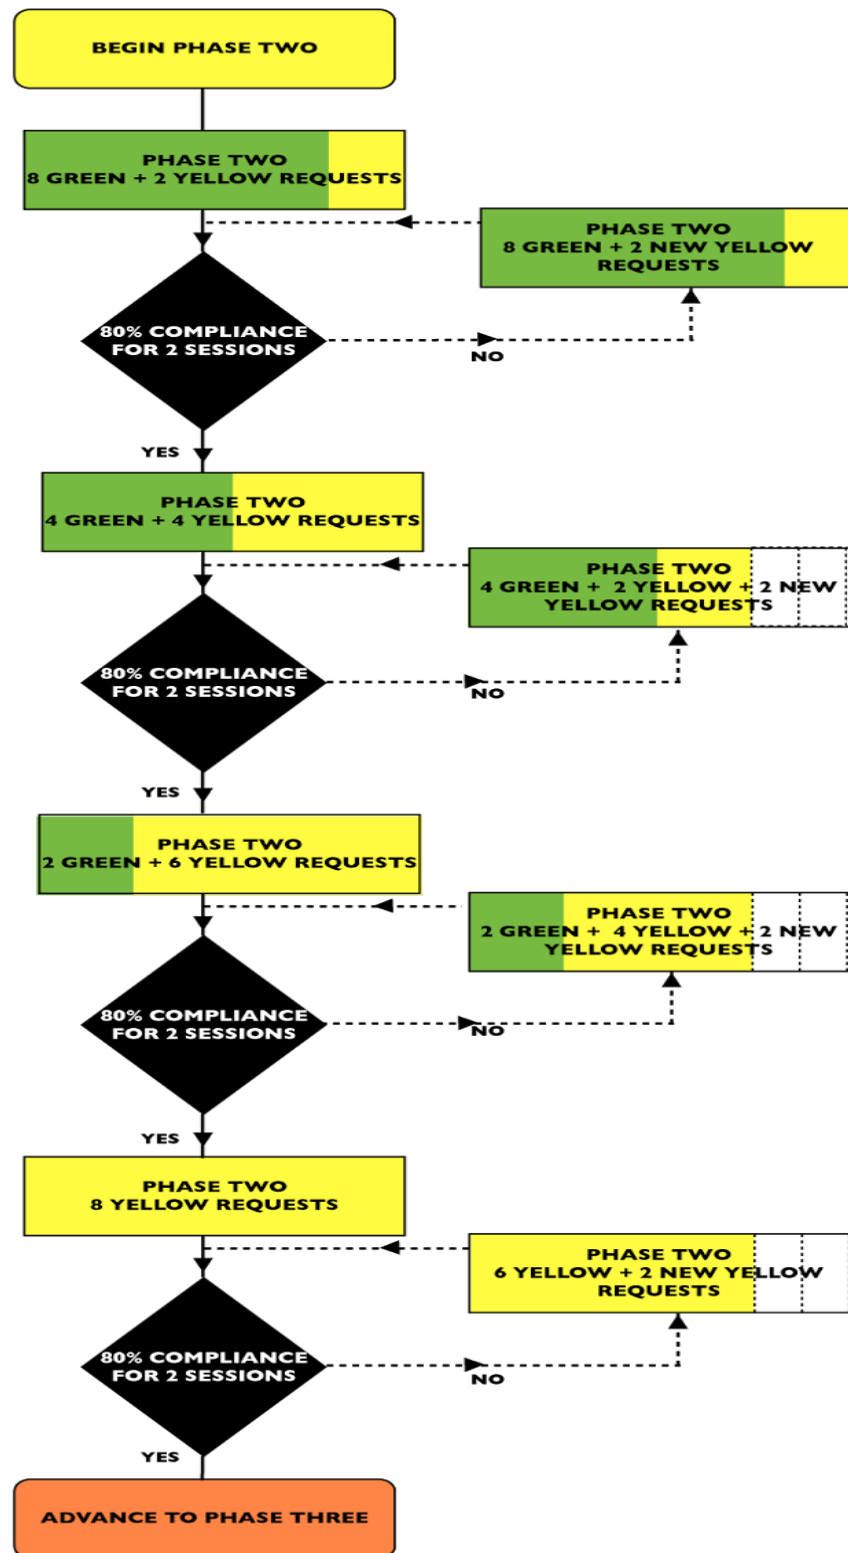 BEGIN PHASE TWO
PHASE TWO
8 GREEN + 2 YELLOW REQUESTS
PHASE TWO
8 GREEN + 2 NEW YELLOW
REQUESTS
80% COMPLIANCE
FOR 2 SESSIONS
NO
YES
PHASE TWO
4 GREEN + 4 YELLOW REQUESTS
PHASE TWO
4 GREEN + 2 YELLOW + 2 NEW
YELLOW REQUESTS
80% COMPLIANCE
FOR 2 SESSIONS
NO
YES
PHASE TWO
2 GREEN + 6 YELLOW REQUESTS
PHASE TWO
2 GREEN + 4 YELLOW + 2 NEW
YELLOW REQUESTS
80% COMPLIANCE
FOR 2 SESSIONS
NO
YES
PHASE TWO
8 YELLOW REQUESTS
PHASE TWO
6 YELLOW + 2 NEW YELLOW
REQUESTS
80% COMPLIANCE
FOR 2 SESSIONS
NO
YES
ADVANCE TO PHASE THREE